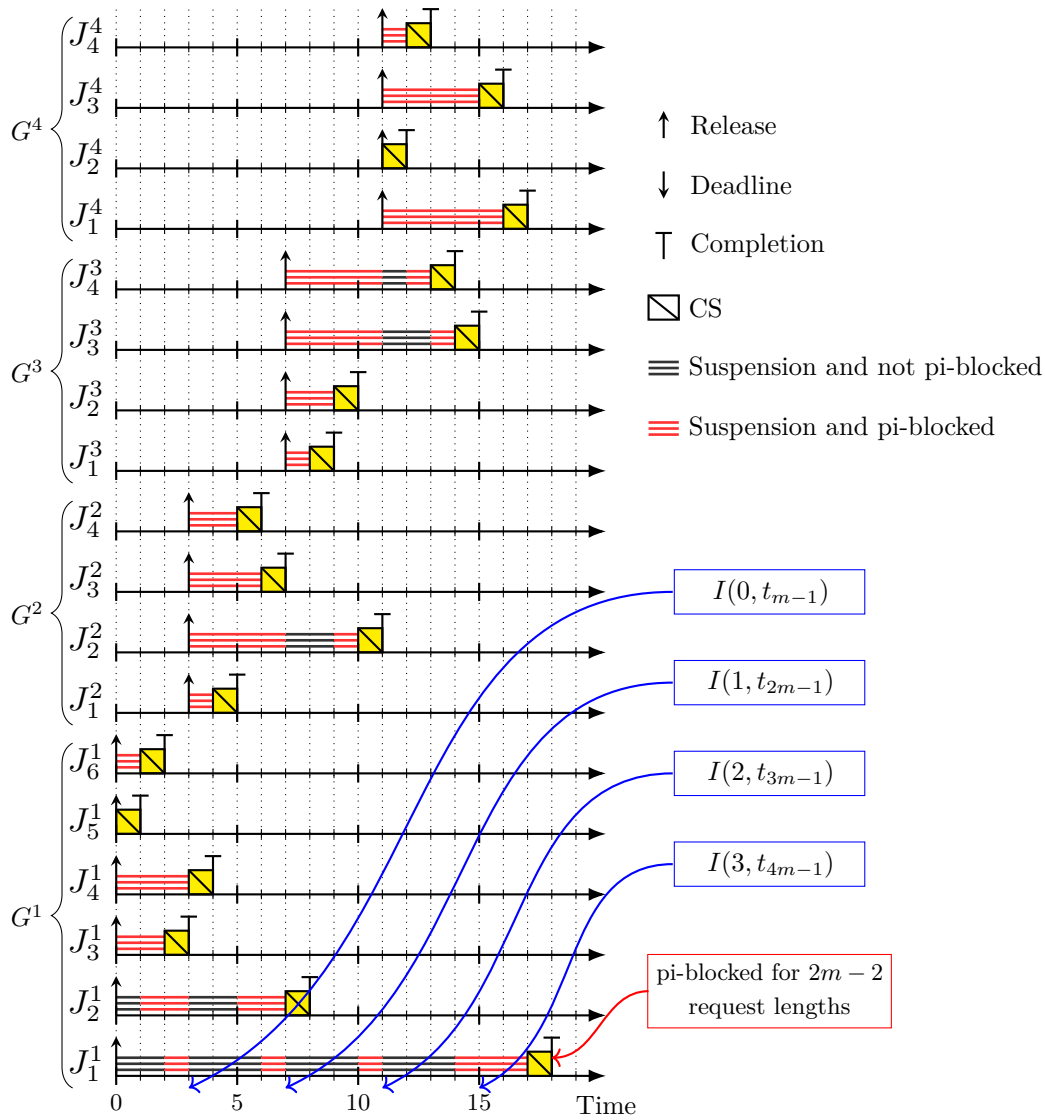 G^4
J_4^4
J_3^4
J_2^4
J_1^4
G^3
J_4^3
J_3^3
J_2^3
J_1^3
G^2
J_4^2
J_3^2
J_2^2
J_1^2
G^1
J_6^1
J_5^1
J_4^1
J_3^1
J_2^1
J_1^1
0 5 10 15 Time
Release
Deadline
Completion
CS
Suspension and not pi-blocked
Suspension and pi-blocked
I(0, t_{m−1})
I(1, t_{2m−1})
I(2, t_{3m−1})
I(3, t_{4m−1})
pi-blocked for 2m − 2
request lengths